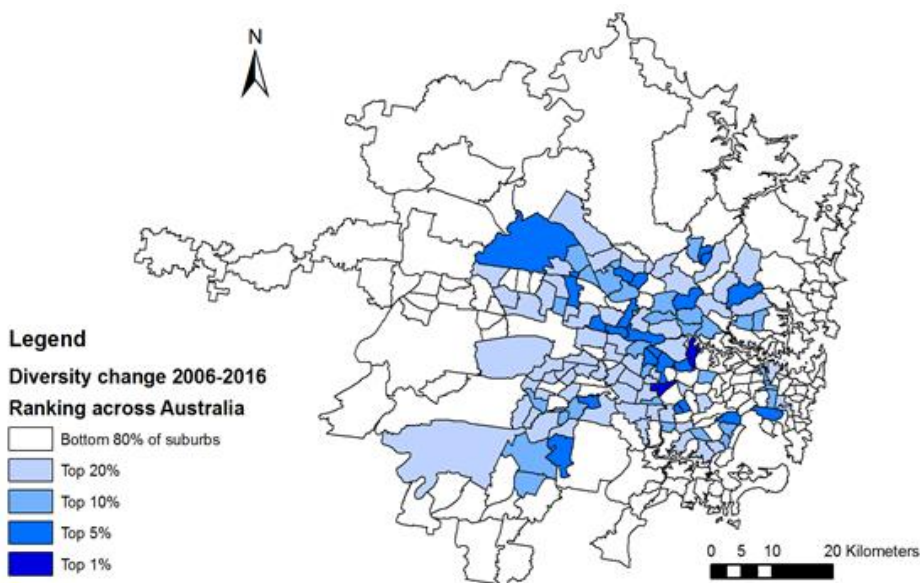 N
Legend
Diversity change 2006-2016
Ranking across Australia
Bottom 80% of suburbs
Top 20%
Top 10%
Top 5%
Top 1%
0 5 10 20 Kilometers